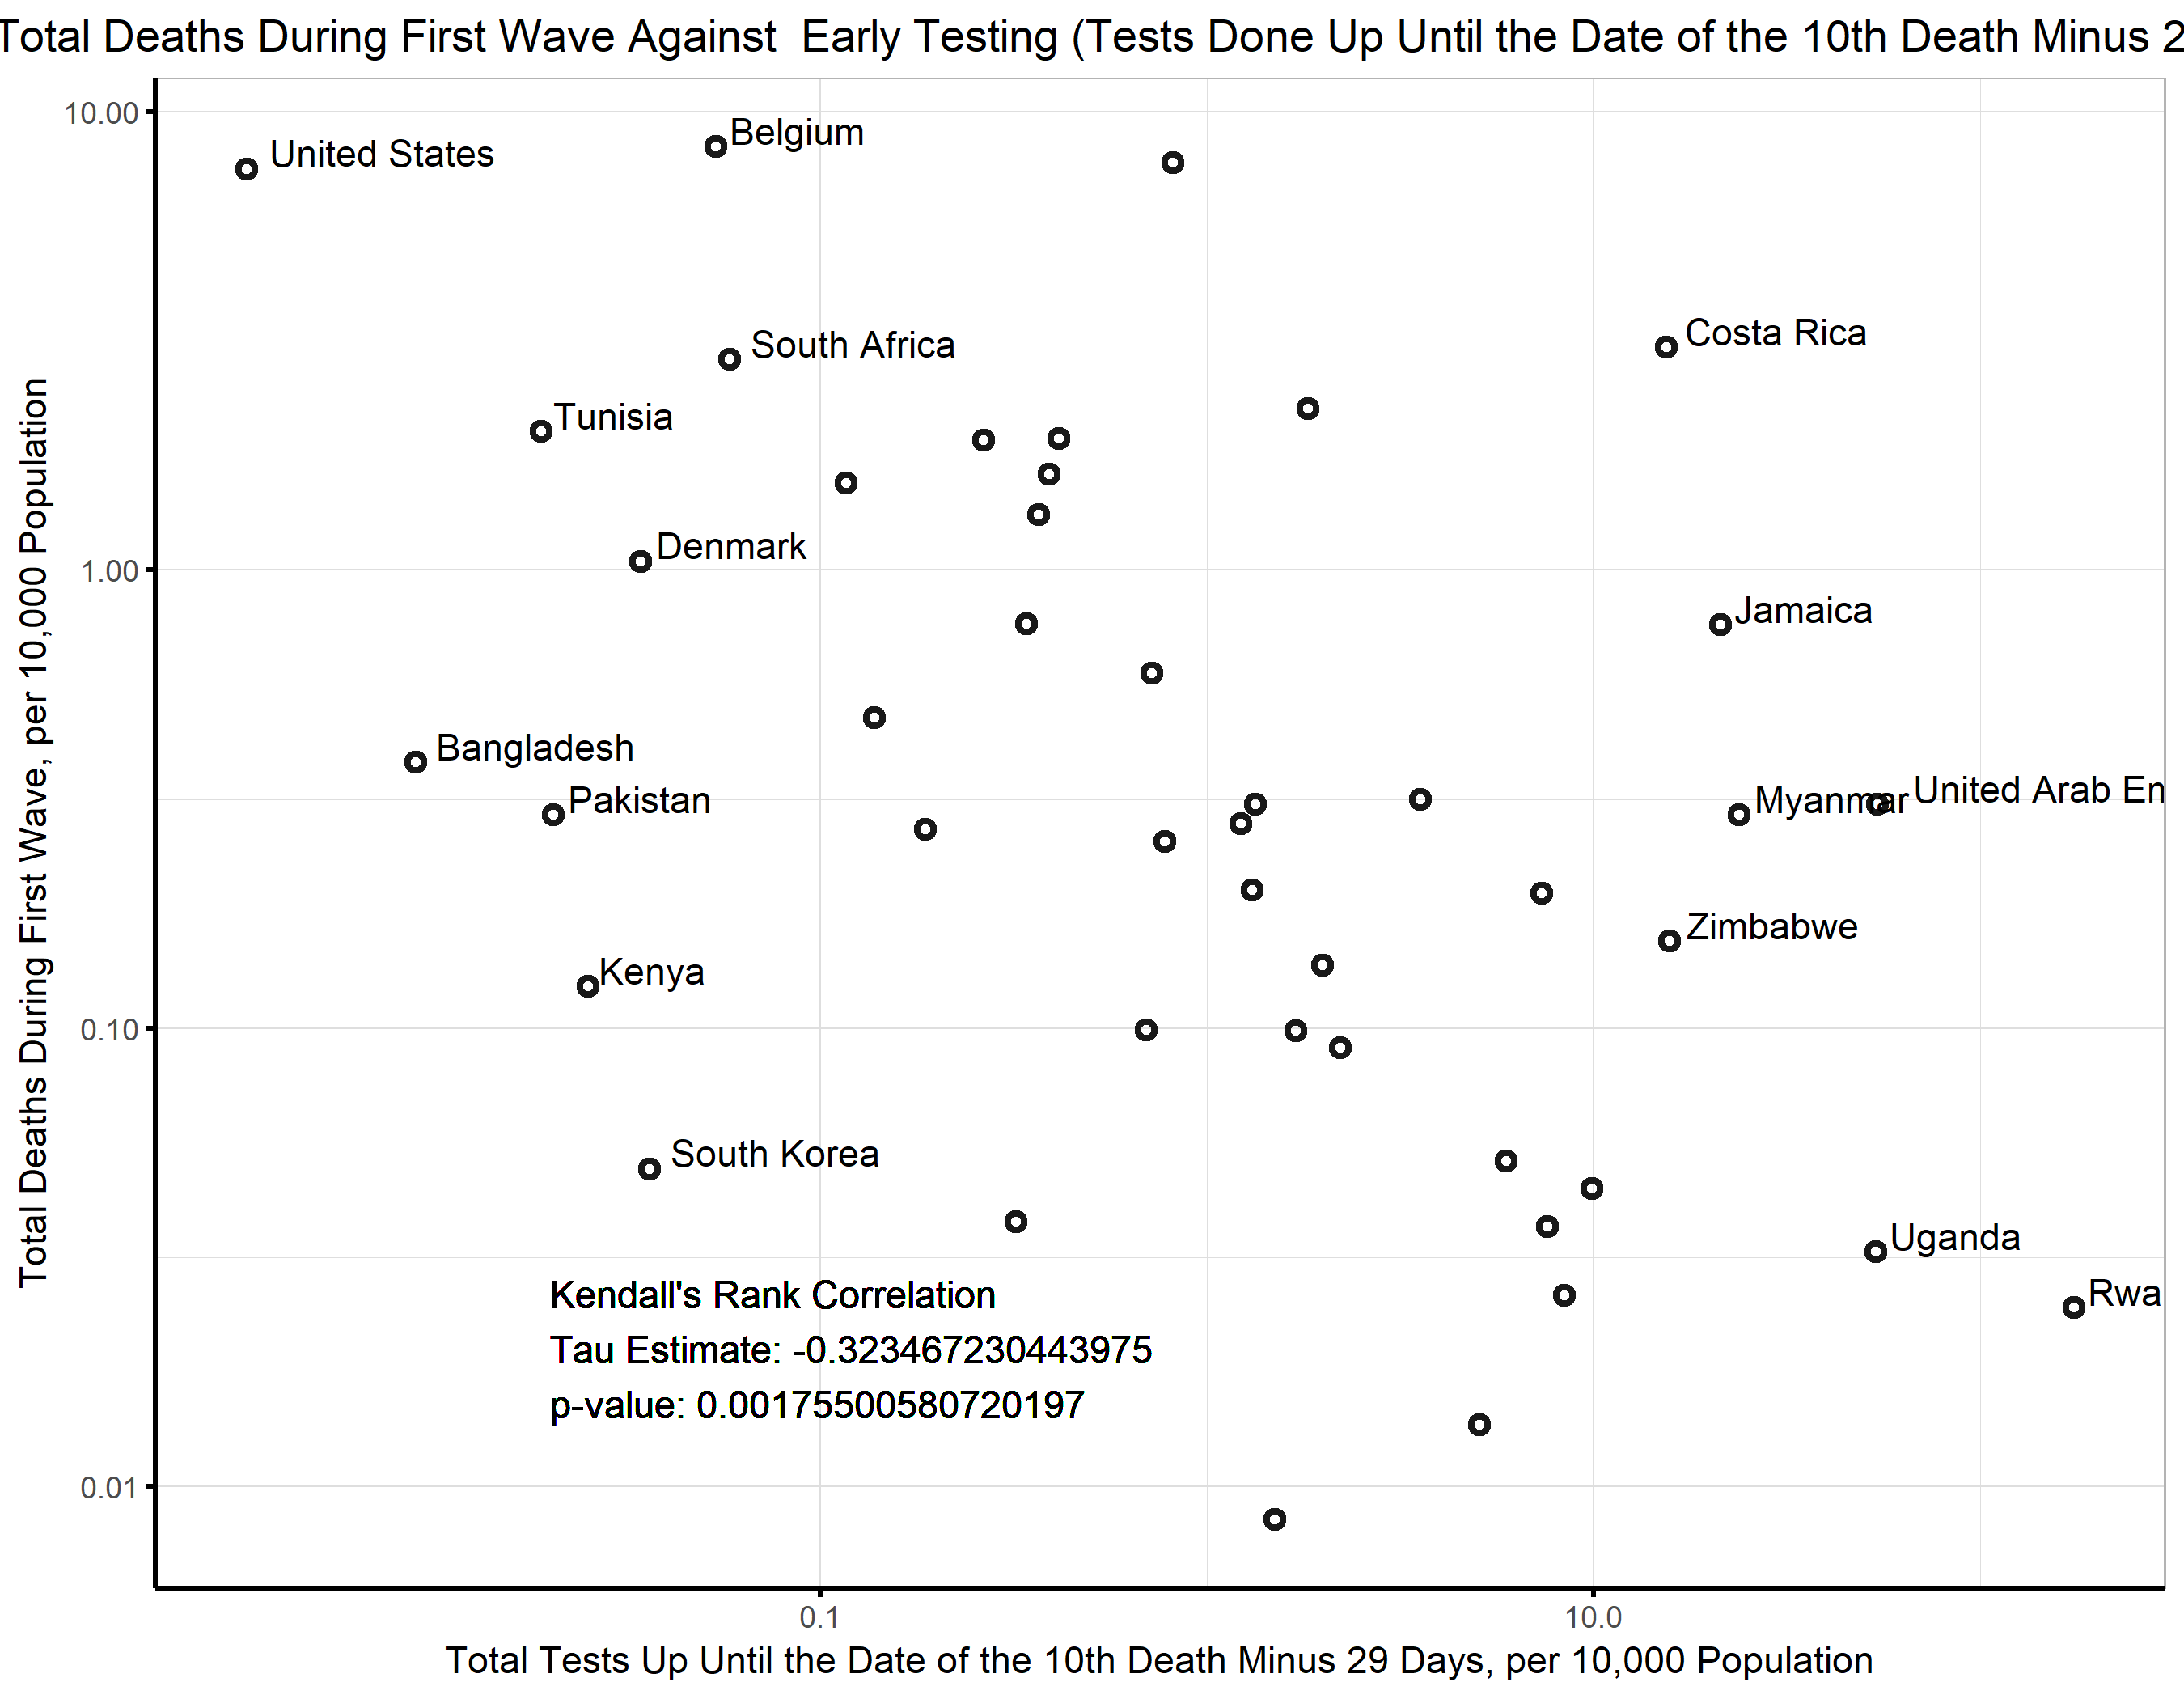 Total Deaths During First Wave Against  Early Testing (Tests Done Up Until the Date of the 10th Death Minus 2
10.00
Belgium
United States
Costa Rica
South Africa
Tunisia
1.00
Denmark
Jamaica
Bangladesh
Pakistan
Myanmar
United Arab Em
Zimbabwe
Kenya
0.10
South Korea
Uganda
Rwa
Kendall's Rank Correlation
Tau Estimate: -0.323467230443975
p-value: 0.00175500580720197
0.01
0.1
10.0
Total Tests Up Until the Date of the 10th Death Minus 29 Days, per 10,000 Population
Total Deaths During First Wave, per 10,000 Population